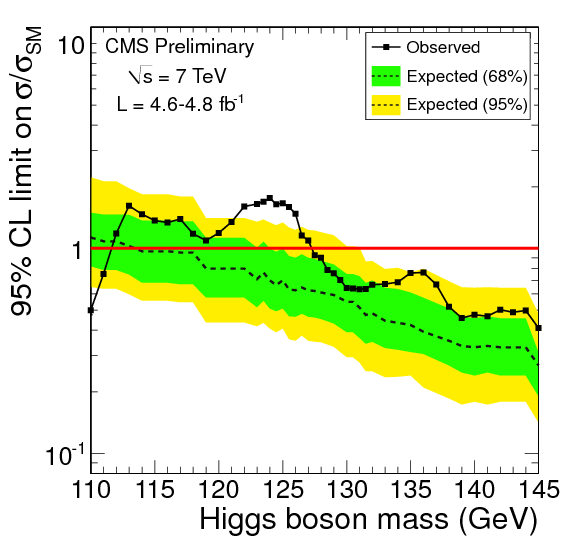 CMS Preliminary
√s = 7 TeV
L = 4.6-4.8 fb⁻¹
Observed
Expected (68%)
Expected (95%)
95% CL limit on σ/σSM
10
1
10⁻¹
110 115 120 125 130 135 140 145
Higgs boson mass (GeV)